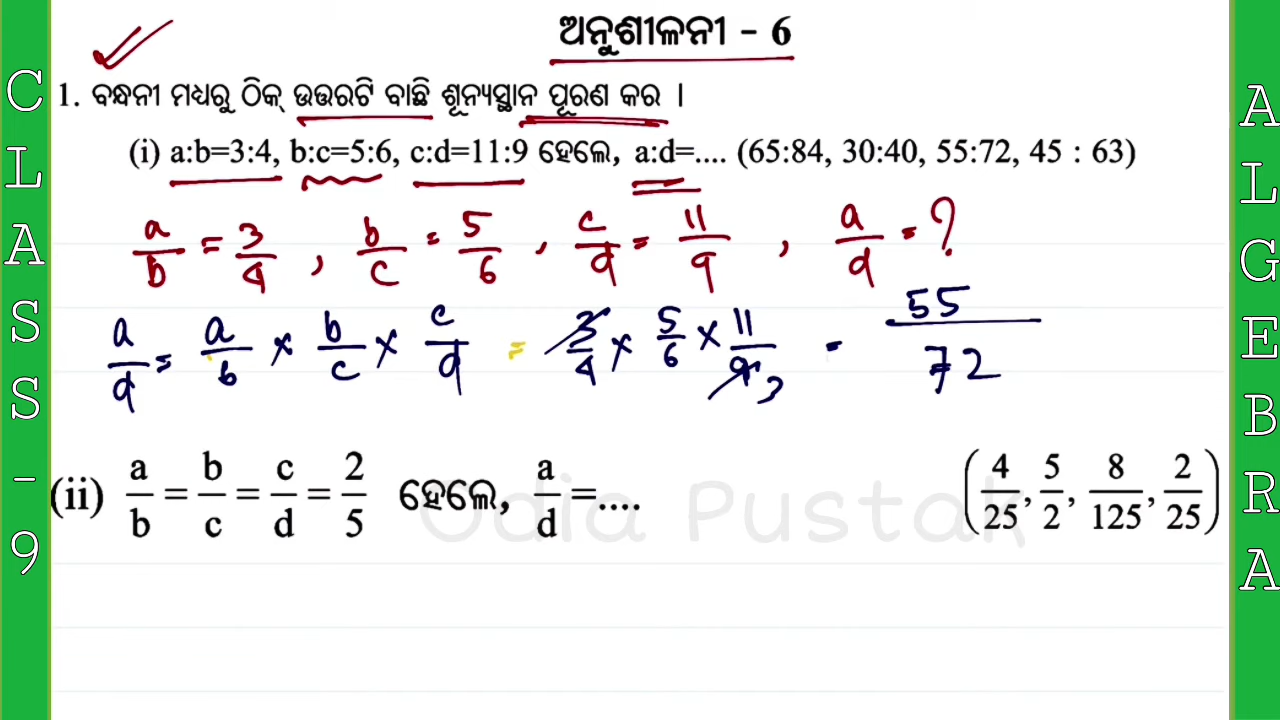 ଅନୁଶୀଳନୀ - 6
1. ବନ୍ଧନୀ ମଧ୍ୟରୁ ଠିକ୍ ଉତ୍ତରଟି ବାଛି ଶୂନ୍ୟସ୍ଥାନ ପୂରଣ କର ।
(i) a:b=3:4, b:c=5:6, c:d=11:9 ହେଲେ, a:d=.... (65:84, 30:40, 55:72, 45 : 63)
a/b = 3/4, b/c = 5/6, c/d = 11/9, a/d = ?
a/d = a/b × b/c × c/d = 3/4 × 5/6 × 11/9 3 = 55/72
(ii) a/b = b/c = c/d = 2/5 ହେଲେ, a/d =.... (4/25, 5/2, 8/125, 2/25)
Odia Pustak
CLASS-9
ALGEBRA